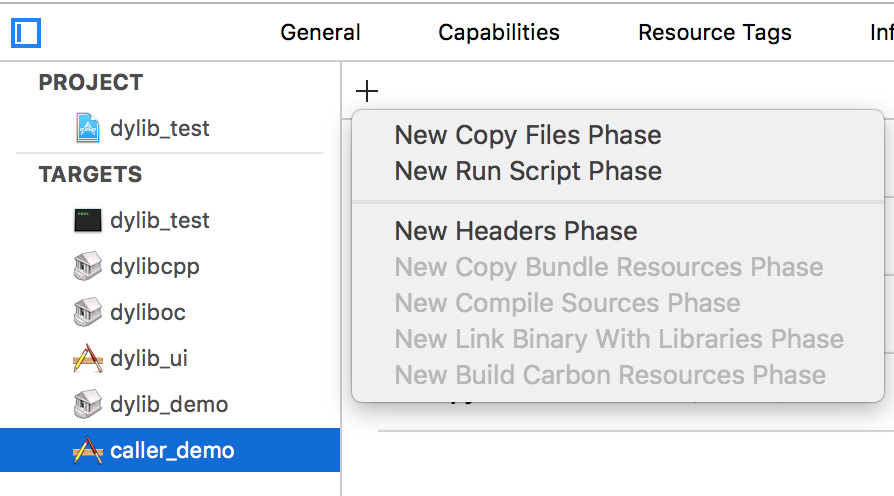 General Capabilities Resource Tags
PROJECT
dylib_test
TARGETS
dylib_test
dylibcpp
dyliboc
dylib_ui
dylib_demo
caller_demo
New Copy Files Phase
New Run Script Phase
New Headers Phase
New Copy Bundle Resources Phase
New Compile Sources Phase
New Link Binary With Libraries Phase
New Build Carbon Resources Phase